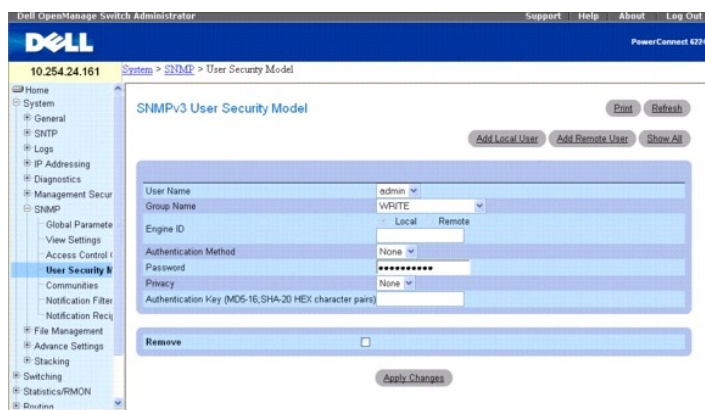 Dell OpenManage Switch Administrator
Support Help About Log Out
DELL
PowerConnect 6224
10.254.24.161
System > SNMP > User Security Model
Home
System
General
SNTP
Logs
IP Addressing
Diagnostics
Management Secur
SNMP
Global Paramete
View Settings
Access Control (
User Security M
Communities
Notification Filter
Notification Recip
File Management
Advance Settings
Stacking
Switching
Statistics/RMON
Routing
SNMPv3 User Security Model
Print Refresh
Add Local User Add Remote User Show All
User Name admin
Group Name WRITE
Engine ID Local Remote
Authentication Method None
Password ••••••••••
Privacy None
Authentication Key (MD5-16;SHA-20 HEX character pairs)
Remove
Apply Changes